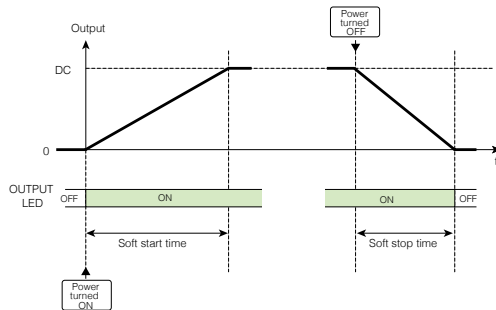 Power
turned
OFF
Output
DC
0
t
OUTPUT
LED
OFF
ON
ON
OFF
Soft start time
Soft stop time
Power
turned
ON